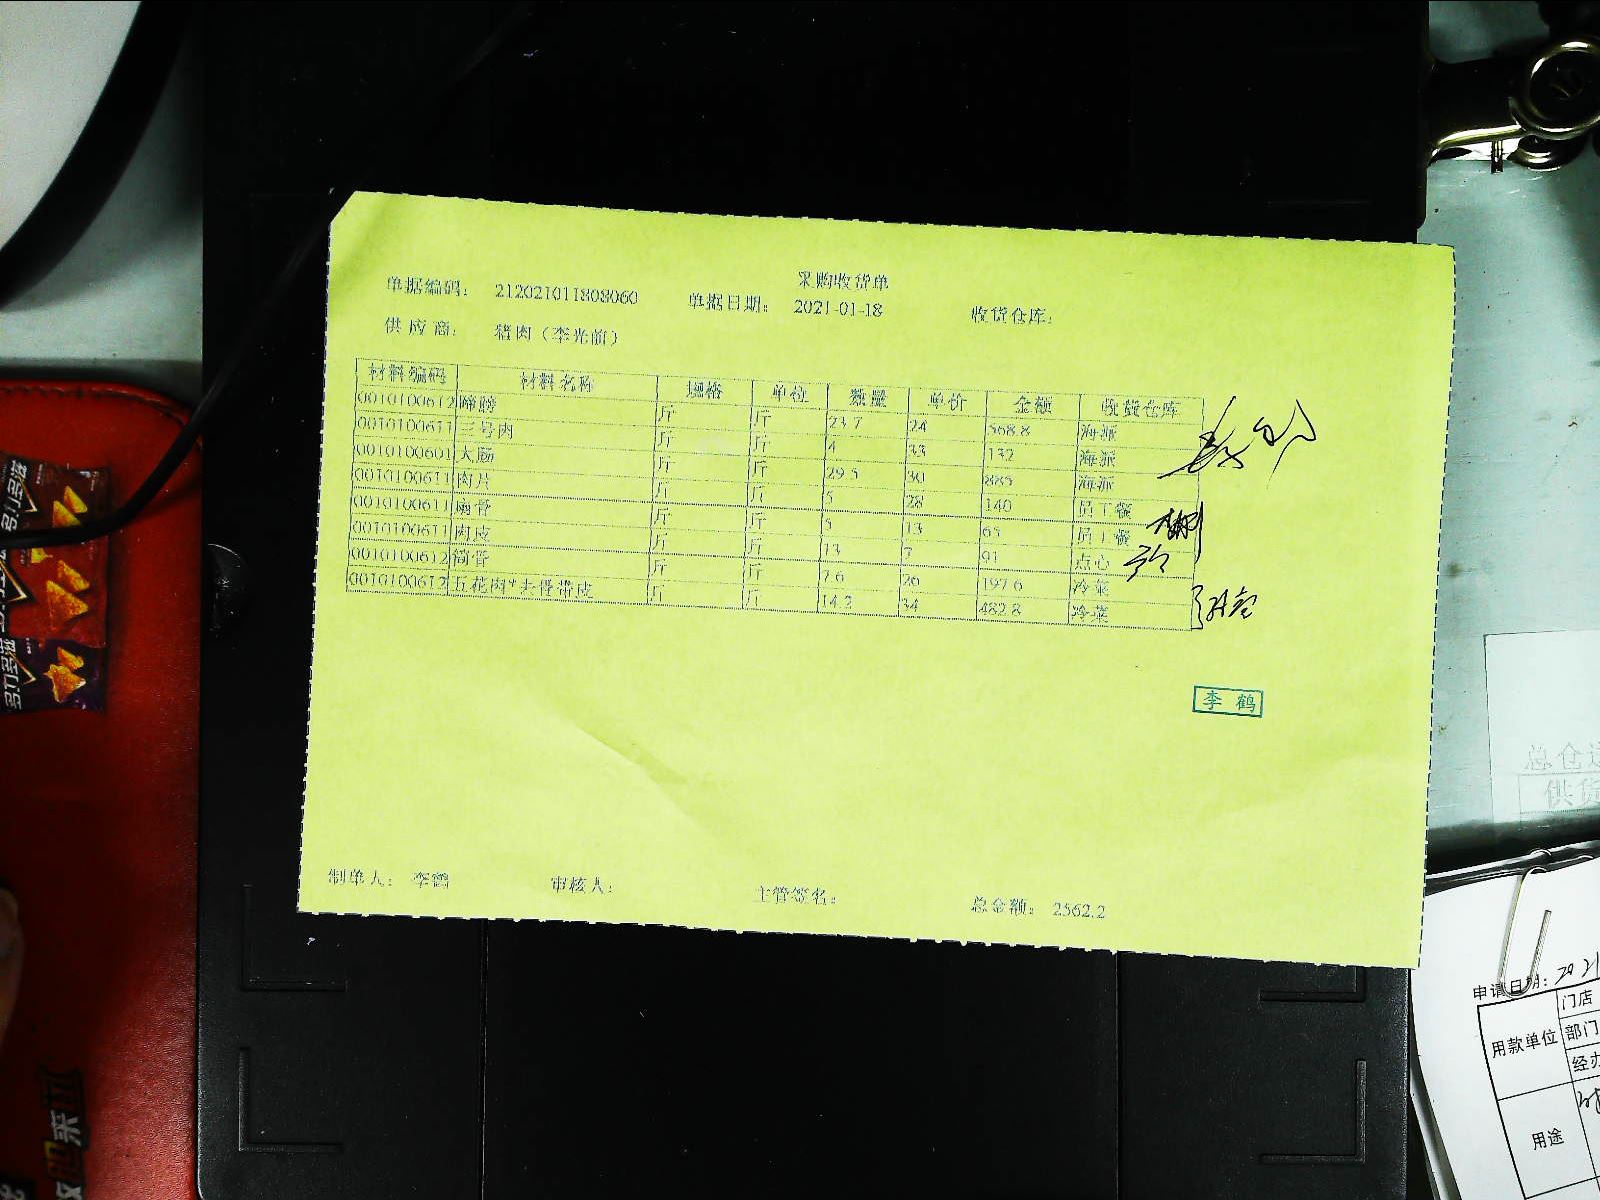 采购收货单
单据编码： 212021011808060 单据日期： 2021-01-18 收货仓库：
供应商： 猪肉（李光前）
材料编码 材料名称 规格 单位 数量 单价 金额 收货仓库
0010100612 蹄膀 斤 斤 23.7 24 568.8 海派
0010100611 三号肉 斤 斤 4 33 132 海派
0010100601 大肠 斤 斤 29.5 30 885 海派
0010100611 肉片 斤 斤 5 28 140 员工餐
0010100611 扇骨 斤 斤 5 13 65 员工餐
0010100611 肉皮 斤 斤 13 7 91 点心
0010100612 筒骨 斤 斤 7.6 26 197.6 冷菜
0010100612 五花肉*去骨带皮 斤 斤 14.2 34 482.8 冷菜
李鹤
制单人： 李鹤 审核人： 主管签名： 总金额： 2562.2
总仓
供货
申请日期：2021
用款单位
门店
部门
经办
用途